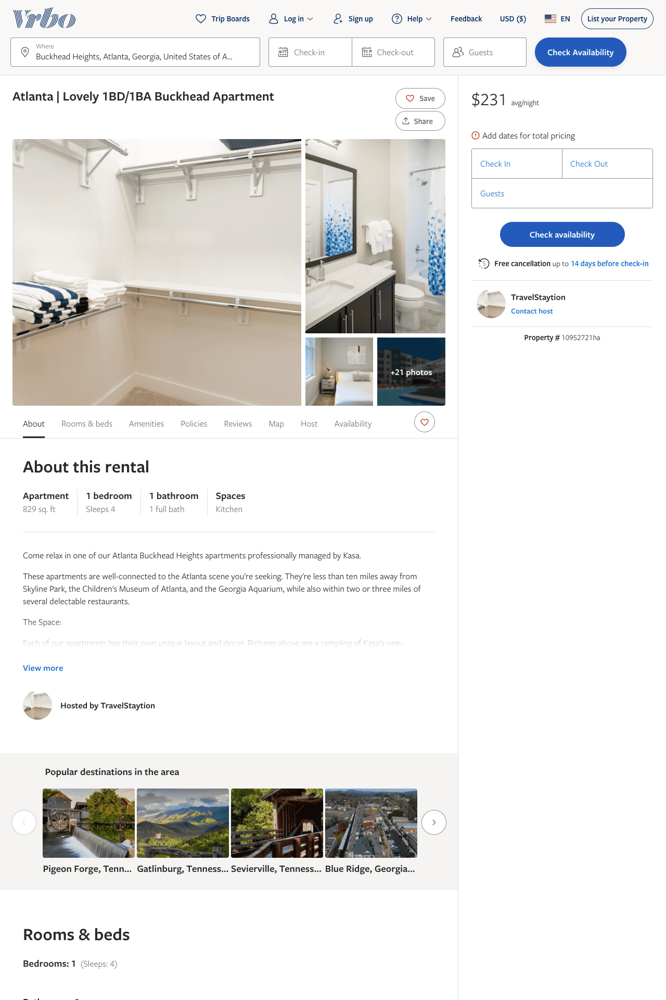 Vrbo
Trip Boards
Log in
Sign up
Help
Feedback
USD ($)
EN
List your Property
Where
Buckhead Heights, Atlanta, Georgia, United States of A...
Check-in
Check-out
Guests
Check Availability
Atlanta | Lovely 1BD/1BA Buckhead Apartment
Save
Share
+21 photos
$231 avg/night
Add dates for total pricing
Check In
Check Out
Guests
Check availability
Free cancellation up to 14 days before check-in
TravelStaytion
Contact host
Property # 10952721ha
About
Rooms & beds
Amenities
Policies
Reviews
Map
Host
Availability
About this rental
Apartment
829 sq. ft
1 bedroom
Sleeps 4
1 bathroom
1 full bath
Spaces
Kitchen
Come relax in one of our Atlanta Buckhead Heights apartments professionally managed by Kasa.
These apartments are well-connected to the Atlanta scene you're seeking. They're less than ten miles away from
Skyline Park, the Children's Museum of Atlanta, and the Georgia Aquarium, while also within two or three miles of
several delectable restaurants.
The Space:
Each of our apartments has their own unique layout and decor. Pictures above are a sampling of Kasa's one-
View more
Hosted by TravelStaytion
Popular destinations in the area
Pigeon Forge, Tenn...
Gatlinburg, Tenness...
Sevierville, Tenness...
Blue Ridge, Georgia...
Rooms & beds
Bedrooms: 1 (Sleeps: 4)